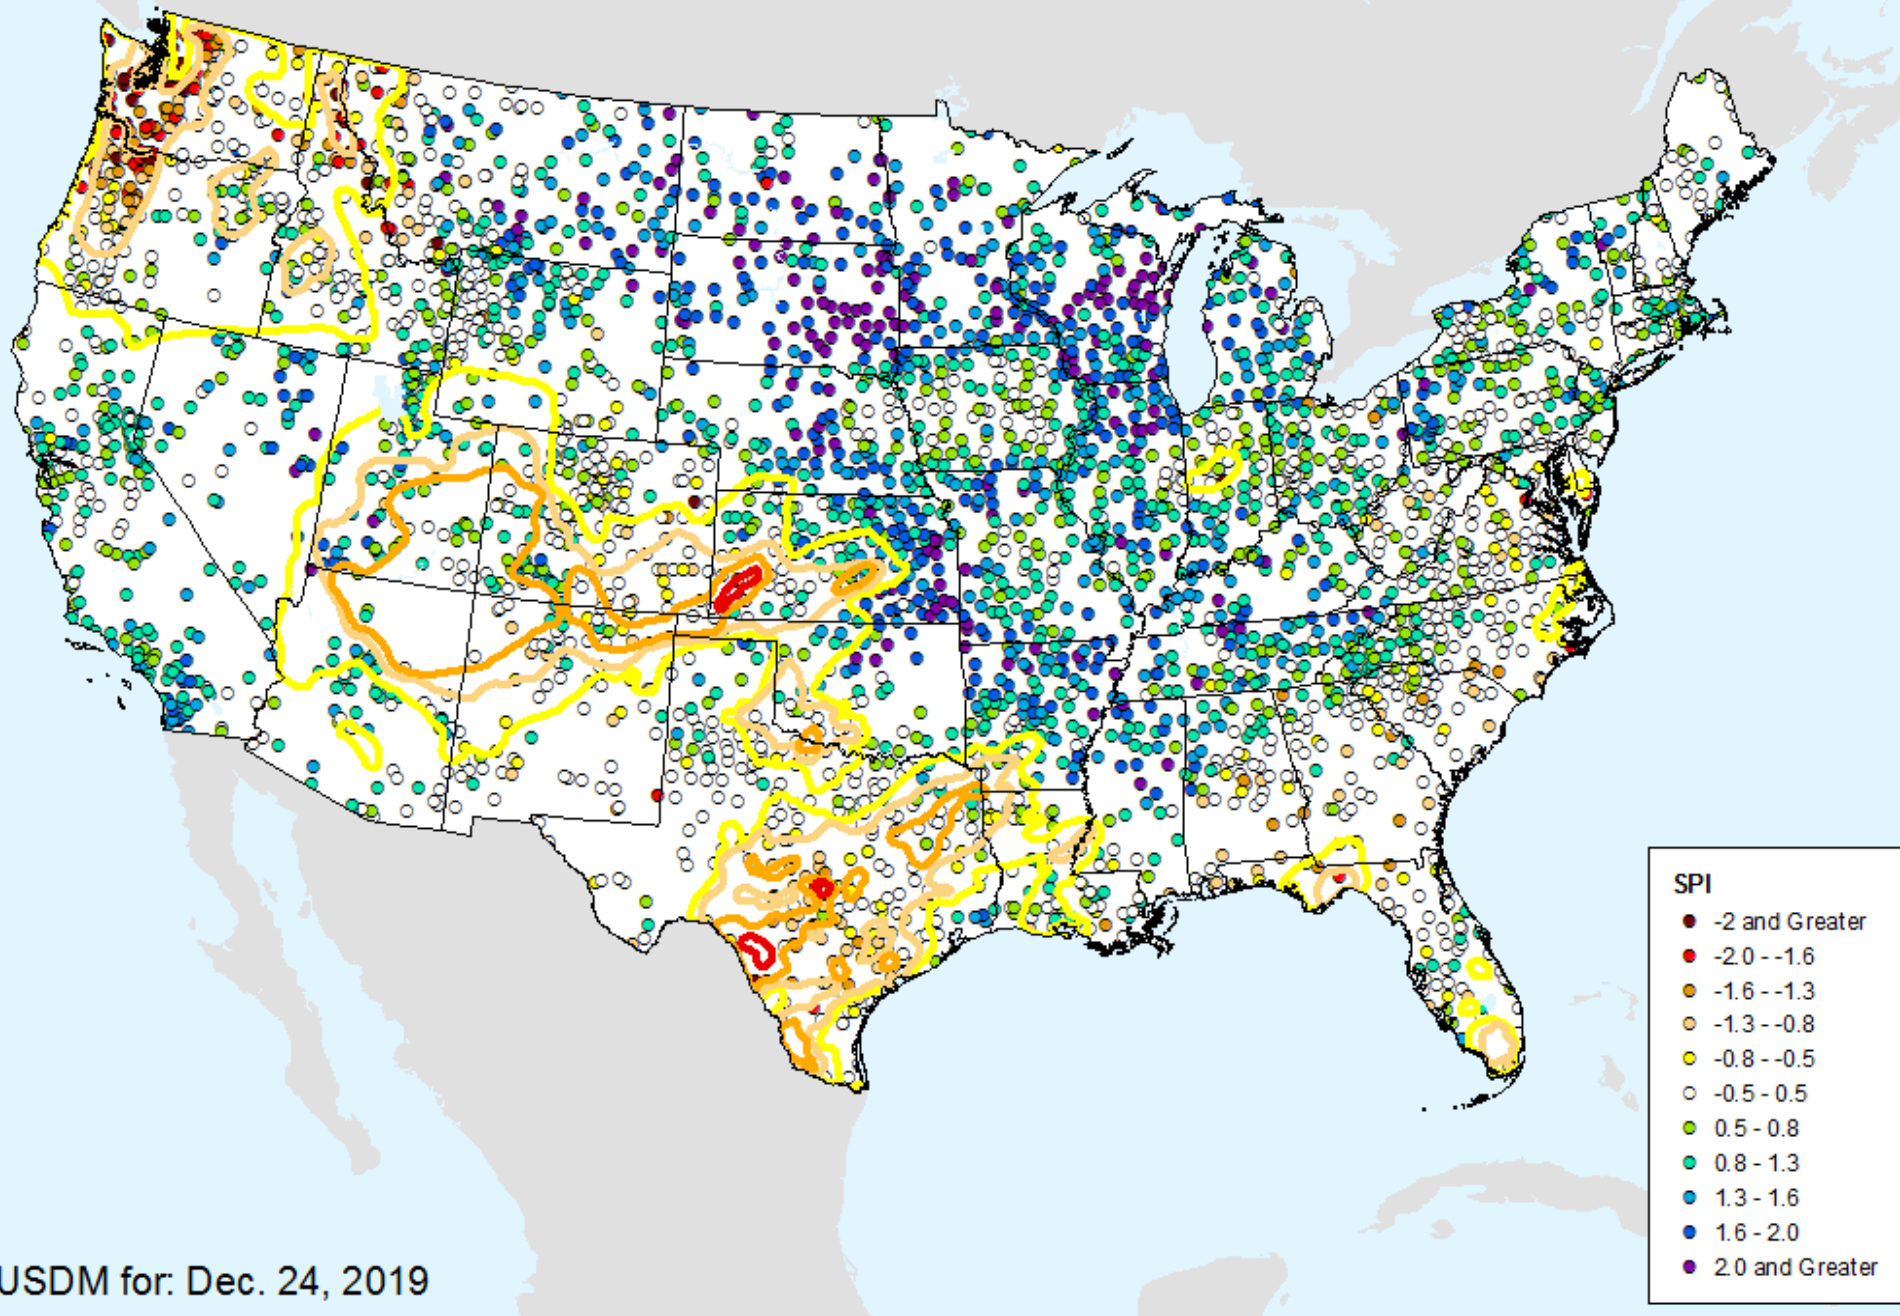 SPI
-2 and Greater
-2.0 - -1.6
-1.6 - -1.3
-1.3 - -0.8
-0.8 - -0.5
-0.5 - 0.5
0.5 - 0.8
0.8 - 1.3
1.3 - 1.6
1.6 - 2.0
2.0 and Greater
USDM for: Dec. 24, 2019